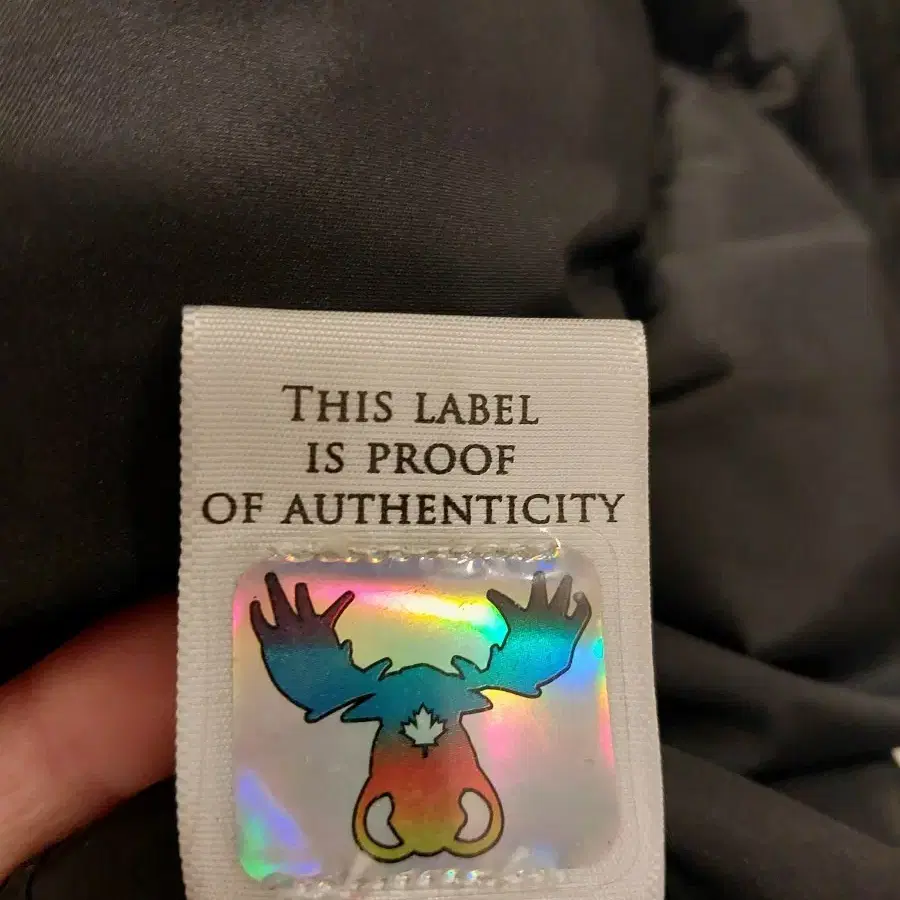 THIS LABEL
IS PROOF
OF AUTHENTICITY